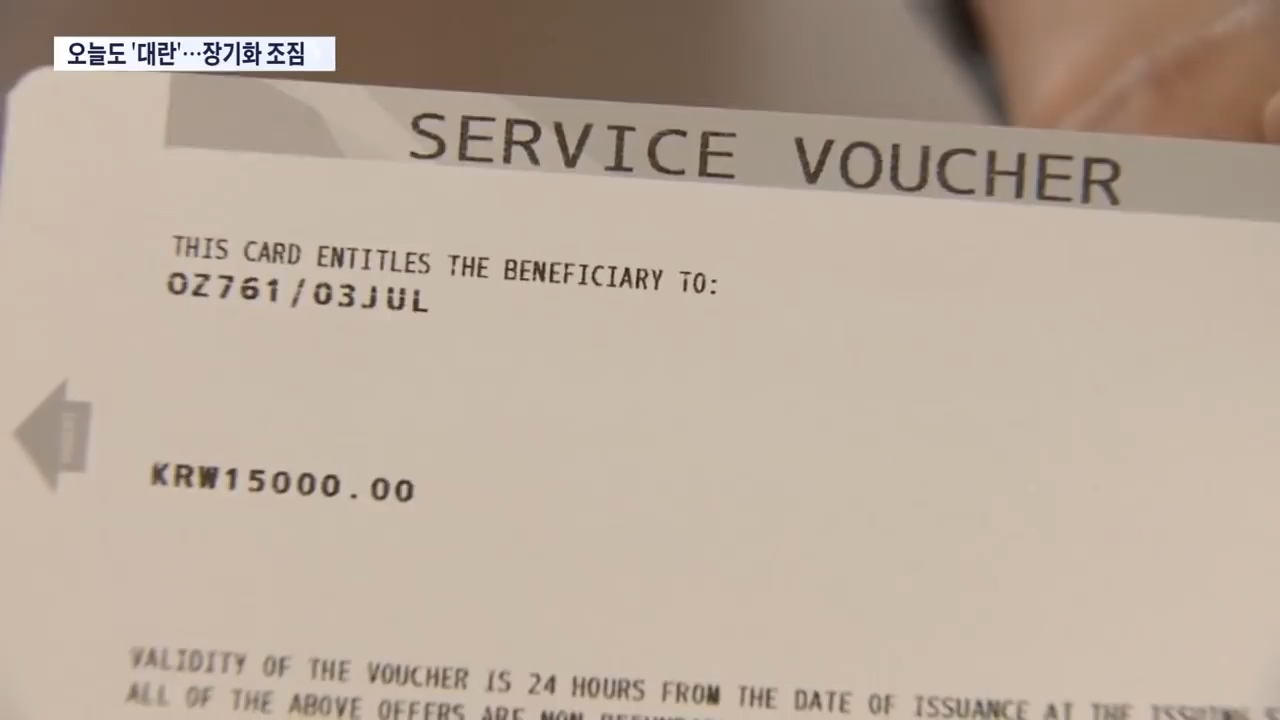 오늘도 '대란'…장기화 조짐
SERVICE VOUCHER
THIS CARD ENTITLES THE BENEFICIARY TO:
OZ761/03JUL
KRW15000.00
VALIDITY OF THE VOUCHER IS 24 HOURS FROM THE DATE OF ISSUANCE AT THE ISSUING
ALL OF THE ABOVE OFFERS ARE NON